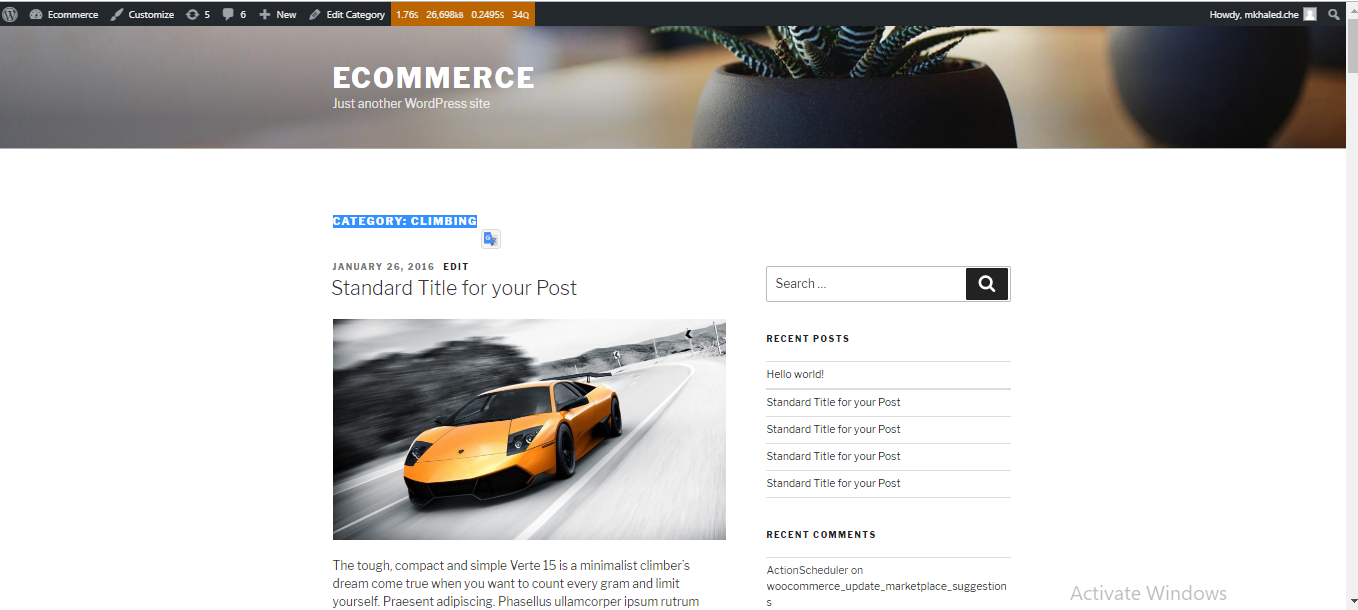 Ecommerce Customize 5 6 New Edit Category 1.76S 26,698KB 0.2495S 34Q Howdy, mkhaled.che
ECOMMERCE
Just another WordPress site
CATEGORY: CLIMBING
JANUARY 26, 2016 EDIT
Standard Title for your Post
The tough, compact and simple Verte 15 is a minimalist climber's
dream come true when you want to count every gram and limit
yourself. Praesent adipiscing. Phasellus ullamcorper ipsum rutrum
Search …
RECENT POSTS
Hello world!
Standard Title for your Post
Standard Title for your Post
Standard Title for your Post
Standard Title for your Post
RECENT COMMENTS
ActionScheduler on
woocommerce_update_marketplace_suggestion
s
Activate Windows